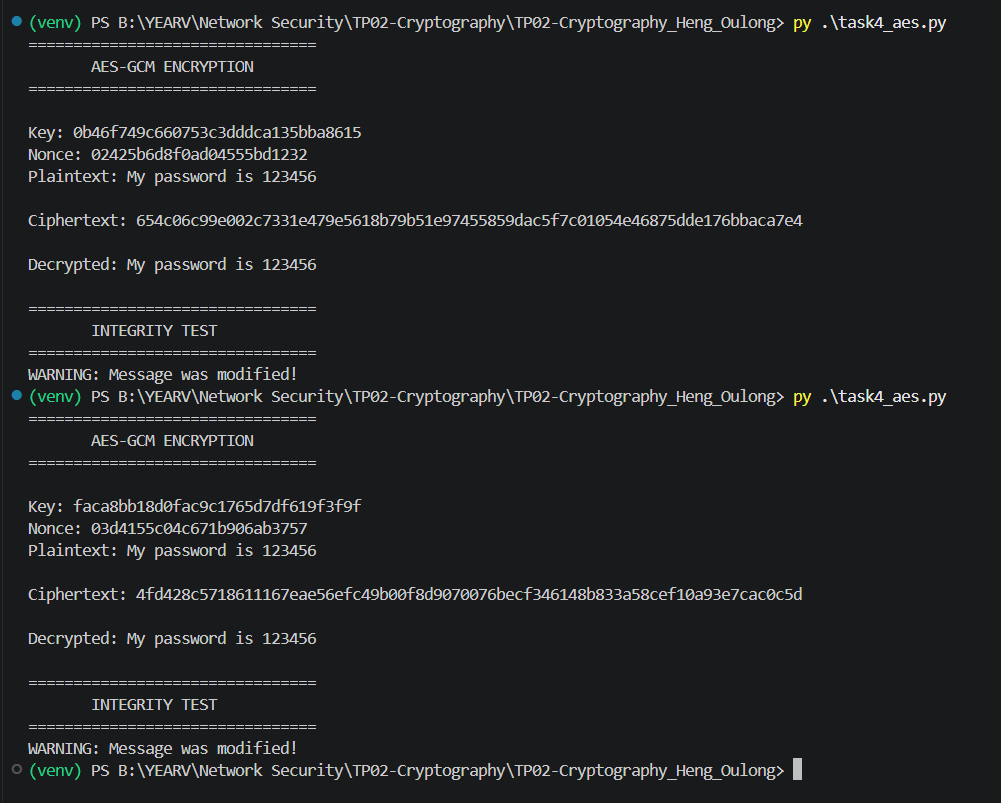 (venv) PS B:\YEARV\Network Security\TP02-Cryptography\TP02-Cryptography_Heng_Oulong> py .\task4_aes.py
================================
AES-GCM ENCRYPTION
================================
Key: 0b46f749c660753c3dddca135bba8615
Nonce: 02425b6d8f0ad04555bd1232
Plaintext: My password is 123456
Ciphertext: 654c06c99e002c7331e479e5618b79b51e97455859dac5f7c01054e46875dde176bbaca7e4
Decrypted: My password is 123456
================================
INTEGRITY TEST
================================
WARNING: Message was modified!
(venv) PS B:\YEARV\Network Security\TP02-Cryptography\TP02-Cryptography_Heng_Oulong> py .\task4_aes.py
================================
AES-GCM ENCRYPTION
================================
Key: faca8bb18d0fac9c1765d7df619f3f9f
Nonce: 03d4155c04c671b906ab3757
Plaintext: My password is 123456
Ciphertext: 4fd428c5718611167eae56efc49b00f8d9070076becf346148b833a58cef10a93e7cac0c5d
Decrypted: My password is 123456
================================
INTEGRITY TEST
================================
WARNING: Message was modified!
(venv) PS B:\YEARV\Network Security\TP02-Cryptography\TP02-Cryptography_Heng_Oulong>